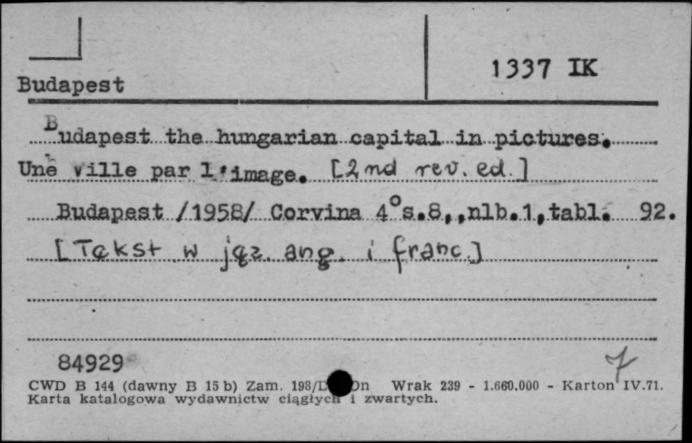 1337 IK
Budapest
Budapest the hungarian capital in pictures.
Une ville par l'image. [2nd rev. ed.]
Budapest /1958/ Corvina 4°s.8,,nlb.1,tabl. 92.
[Tekst w jęz. ang. i franc.]
84929
7
CWD B 144 (dawny B 15 b) Zam. 198/D On Wrak 239 - 1.660.000 - Karton IV.71.
Karta katalogowa wydawnictw ciągłych i zwartych.